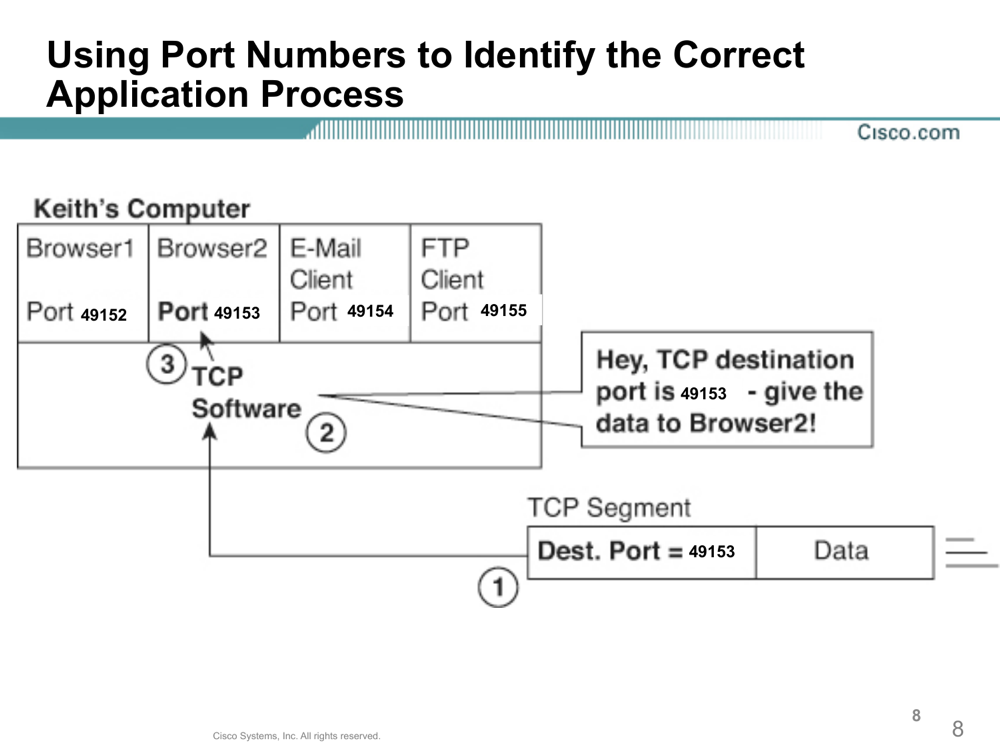 Using Port Numbers to Identify the Correct
Application Process
Cisco.com
Keith's Computer
Browser1
Port 49152
Browser2
Port 49153
E-Mail
Client
Port 49154
FTP
Client
Port 49155
3
TCP
Software
2
Hey, TCP destination
port is 49153 - give the
data to Browser2!
TCP Segment
Dest. Port = 49153
Data
1
8
8
Cisco Systems, Inc. All rights reserved.